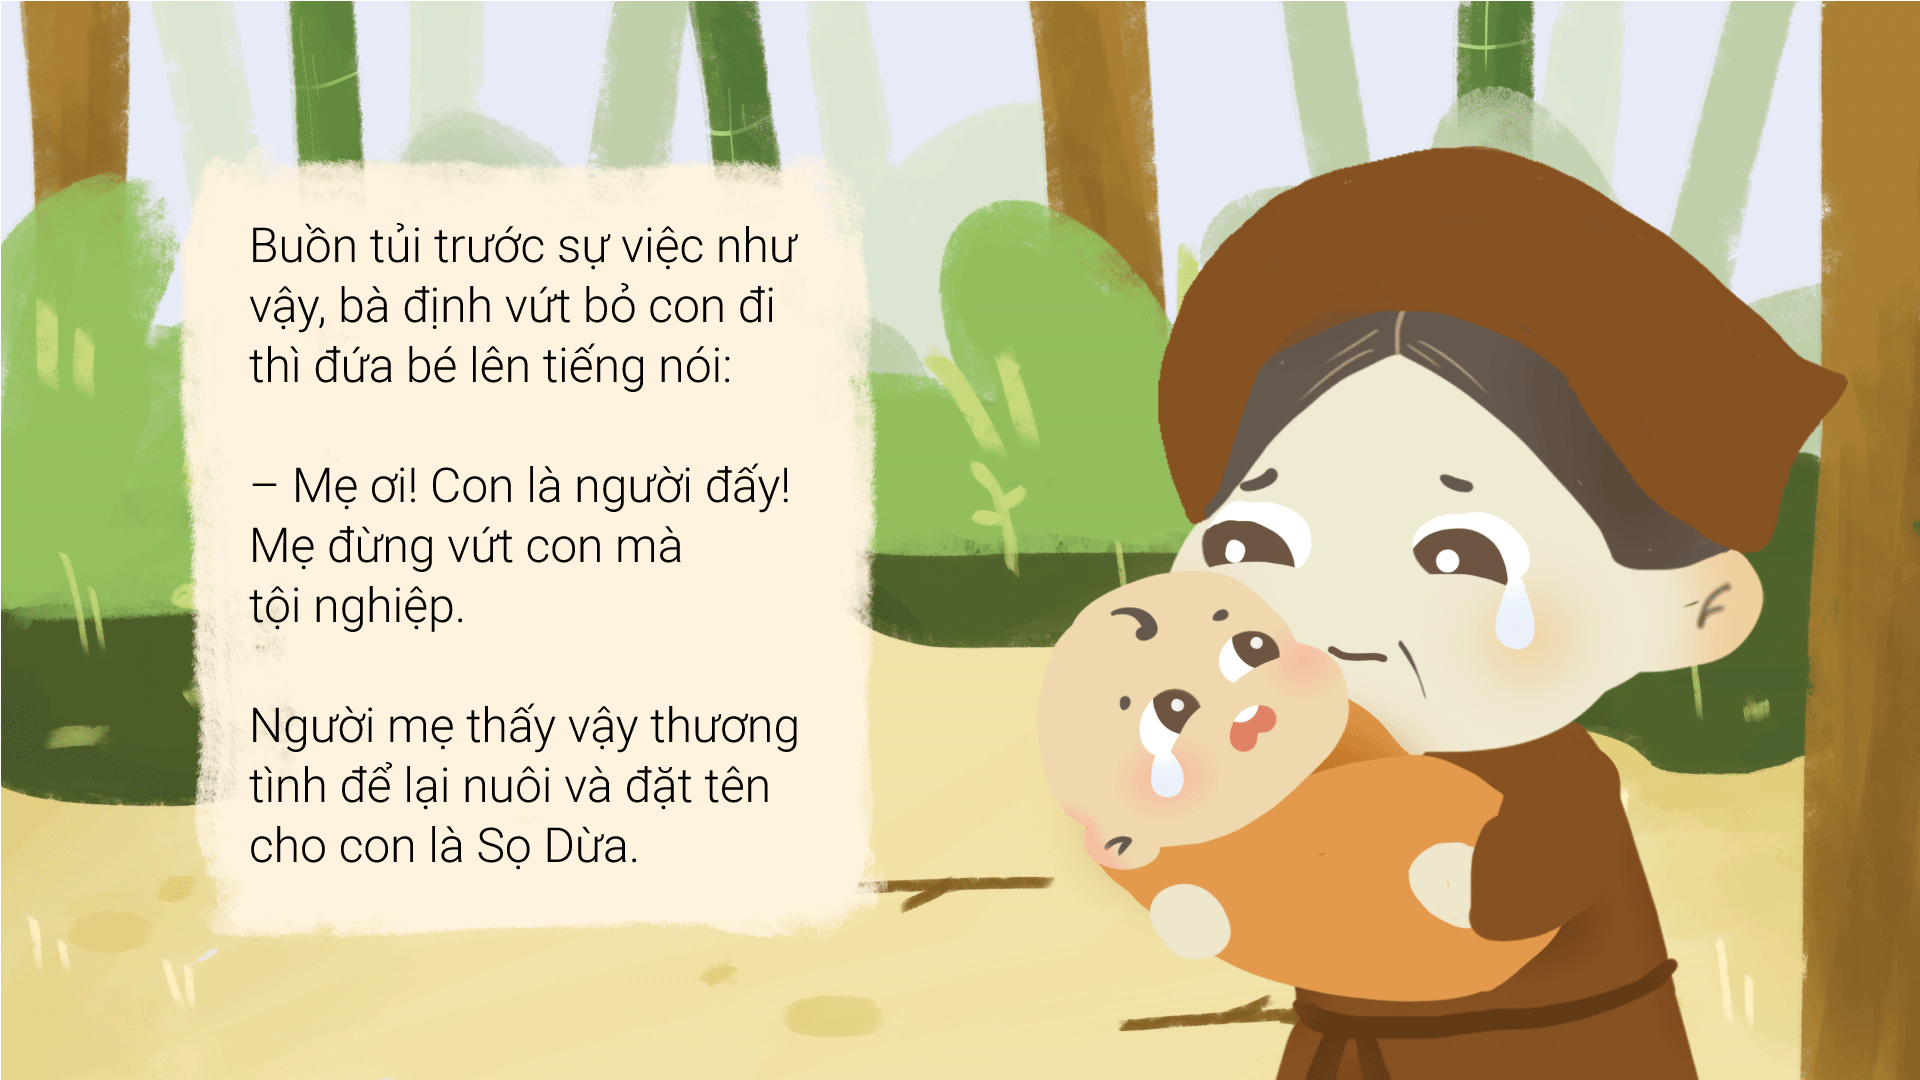 Buồn tủi trước sự việc như
vậy, bà định vứt bỏ con đi
thì đứa bé lên tiếng nói:
– Mẹ ơi! Con là người đấy!
Mẹ đừng vứt con mà
tội nghiệp.
Người mẹ thấy vậy thương
tình để lại nuôi và đặt tên
cho con là Sọ Dừa.